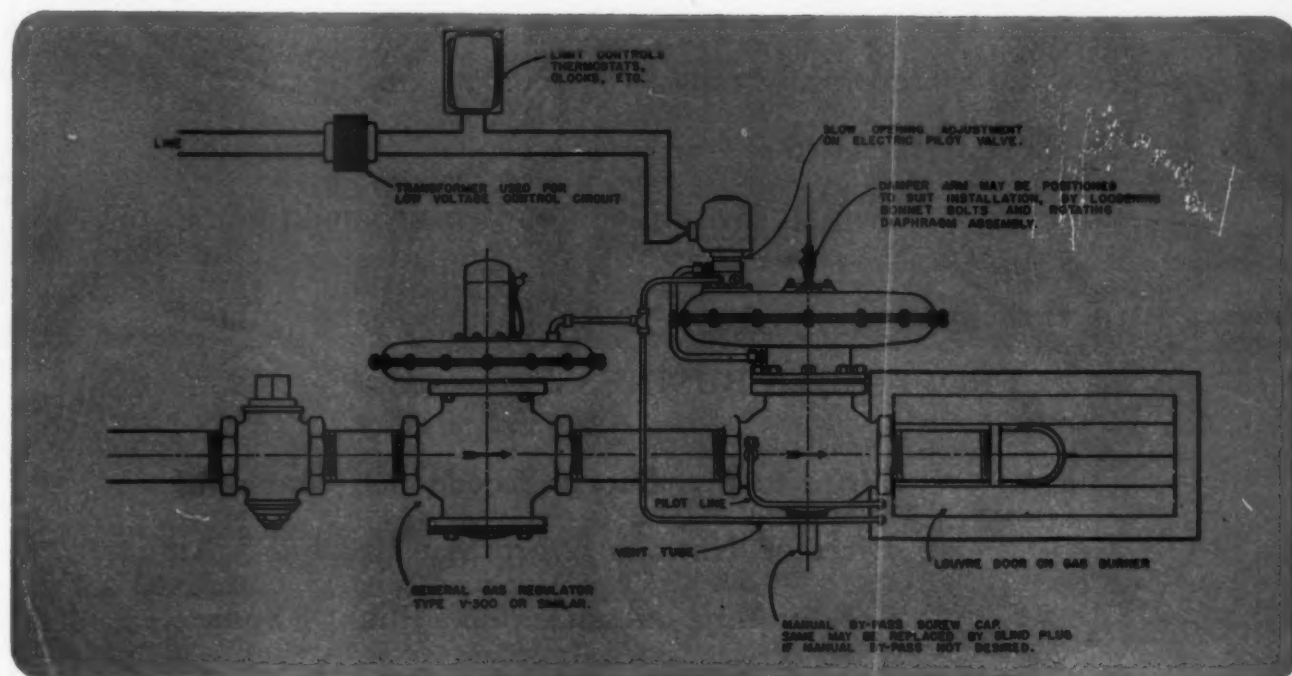 LIMIT CONTROLS
THERMOSTATS,
CLOCKS, ETC.
LINE
TRANSFORMER USED FOR
LOW VOLTAGE CONTROL CIRCUIT
SLOW OPENING ADJUSTMENT
ON ELECTRIC PILOT VALVE.
DAMPER ARM MAY BE POSITIONED
TO SUIT INSTALLATION, BY LOOSENING
BONNET BOLTS AND ROTATING
DIAPHRAGM ASSEMBLY.
PILOT LINE
VENT TUBE
LOUVRE DOOR ON GAS BURNER
GENERAL GAS REGULATOR
TYPE V-300 OR SIMILAR.
MANUAL BY-PASS SCREW CAP.
SAME MAY BE REPLACED BY BLIND PLUG
IF MANUAL BY-PASS NOT DESIRED.